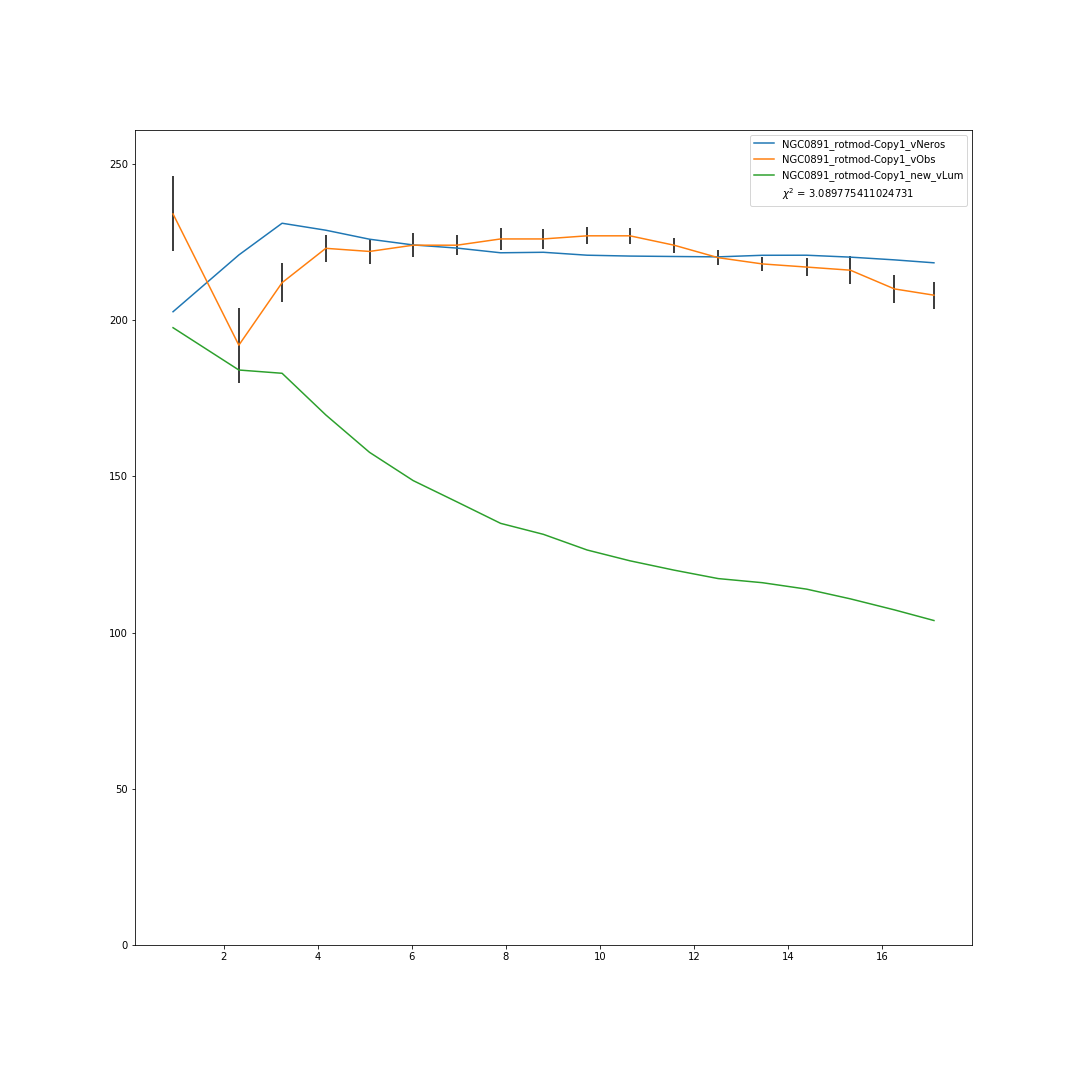 NGC0891_rotmod-Copy1_vNeros
NGC0891_rotmod-Copy1_vObs
NGC0891_rotmod-Copy1_new_vLum
χ² = 3.089775411024731
250
200
150
100
50
0
2 4 6 8 10 12 14 16